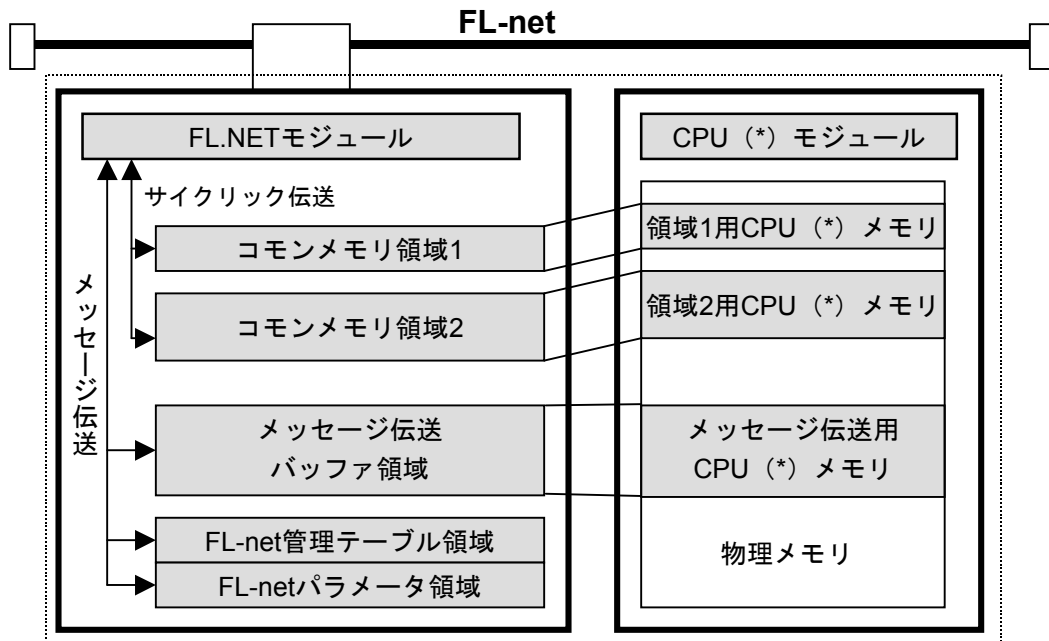 FL-net
FL.NETモジュール
サイクリック伝送
コモンメモリ領域1
コモンメモリ領域2
メッセージ伝送
メッセージ伝送
バッファ領域
FL-net管理テーブル領域
FL-netパラメータ領域
CPU（*）モジュール
領域1用CPU（*）メモリ
領域2用CPU（*）メモリ
メッセージ伝送用
CPU（*）メモリ
物理メモリ